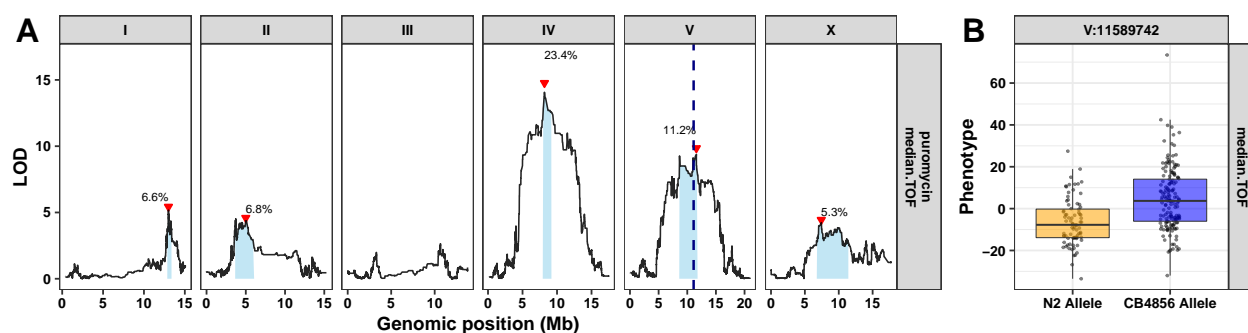 A
I II III IV V X
LOD
15
10
5
0
6.6%
6.8%
23.4%
11.2%
5.3%
puromycin
median.TOF
0 5 10 15 0 5 10 15 0 5 10 0 5 10 15 0 5 10 15 20 0 5 10 15
Genomic position (Mb)
B
V:11589742
Phenotype
60
40
20
0
−20
median.TOF
N2 Allele CB4856 Allele